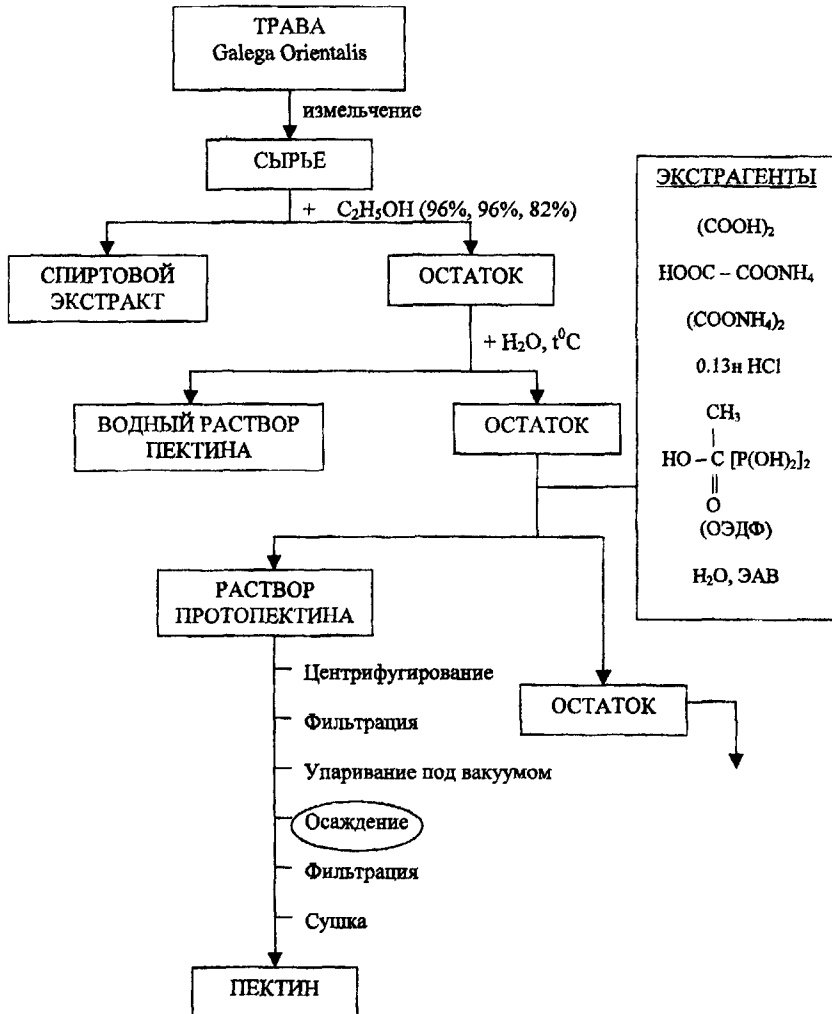 ТРАВА
Galega Orientalis
измельчение
СЫРЬЕ
+ C₂H₅OH (96%, 96%, 82%)
СПИРТОВОЙ
ЭКСТРАКТ
ОСТАТОК
+ H₂O, t⁰C
ВОДНЫЙ РАСТВОР
ПЕКТИНА
ОСТАТОК
ЭКСТРАГЕНТЫ
(COOH)₂
HOOC – COONH₄
(COONH₄)₂
0.13н HCl
CH₃
HO – C [P(OH)₂]₂
O
(ОЭДФ)
H₂O, ЭАВ
РАСТВОР
ПРОТОПЕКТИНА
ОСТАТОК
Центрифугирование
Фильтрация
Упаривание под вакуумом
Осаждение
Фильтрация
Сушка
ПЕКТИН